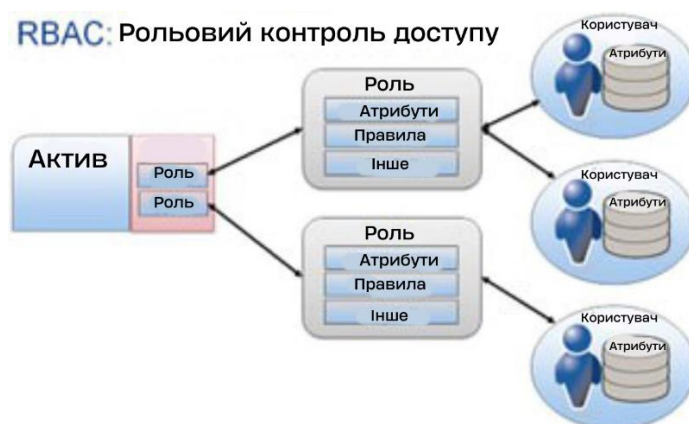 RBAC: Рольовий контроль доступу
Актив
Роль
Роль
Роль
Атрибути
Правила
Інше
Роль
Атрибути
Правила
Інше
Користувач
Атрибути
Користувач
Атрибути
Користувач
Атрибути